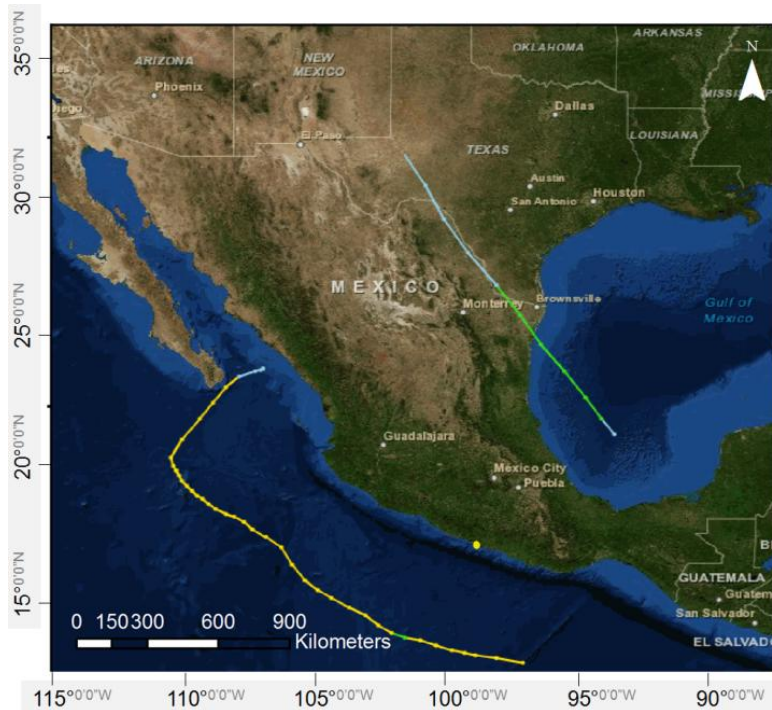 35°0'0"N
30°0'0"N
25°0'0"N
20°0'0"N
15°0'0"N
ARIZONA
Phoenix
NEW
MEXICO
El Paso
OKLAHOMA
ARKANSAS
N
Dallas
TEXAS
LOUISIANA
Austin
San Antonio
Houston
MEXICO
Monterrey
Brownsville
Gulf of
Mexico
Guadalajara
Mexico City
Puebla
GUATEMALA
San Salvador
EL SALVADO
0 150 300 600 900
Kilometers
115°0'0"W 110°0'0"W 105°0'0"W 100°0'0"W 95°0'0"W 90°0'0"W